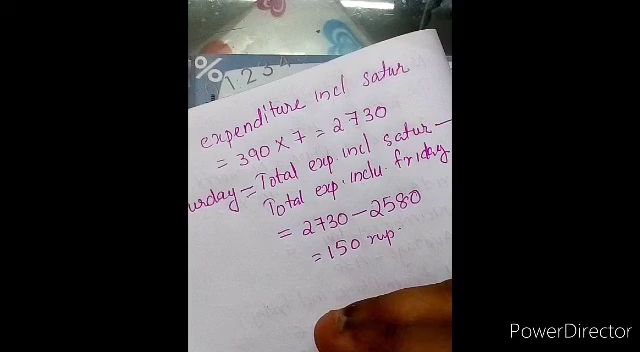 % 1234
expenditure incl satur
= 390 × 7 = 2730
urday = Total exp. incl satur –
Total exp. inclu. friday
= 2730 – 2580
= 150 rup.
PowerDirector